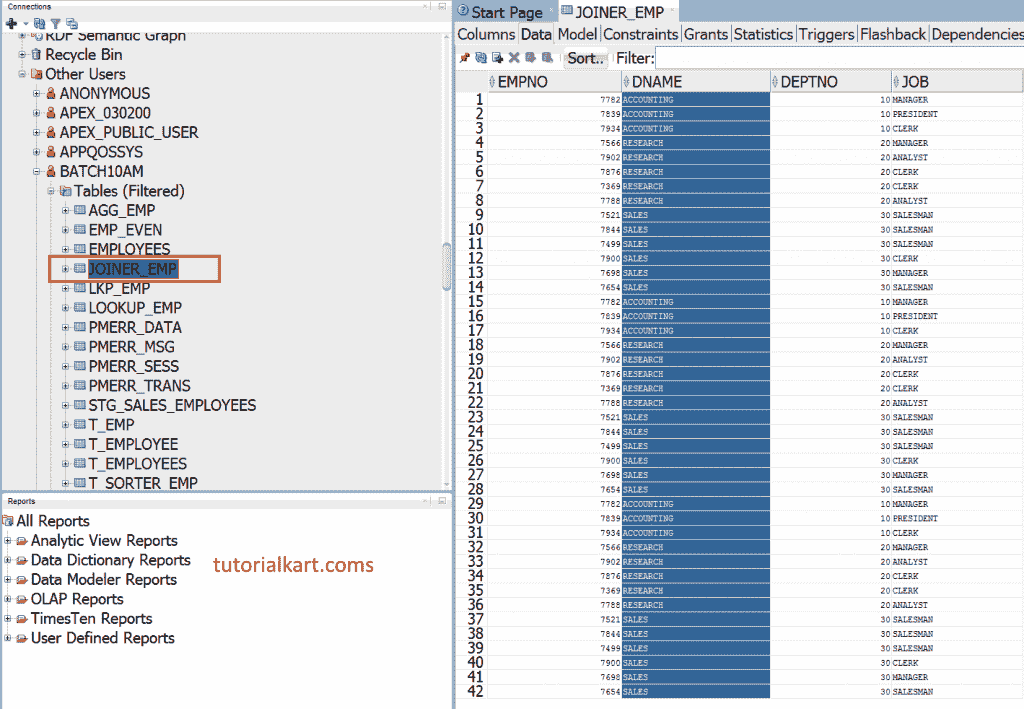 Connections
RDF Semantic Graph
Recycle Bin
Other Users
ANONYMOUS
APEX_030200
APEX_PUBLIC_USER
APPQOSSYS
BATCH10AM
Tables (Filtered)
AGG_EMP
EMP_EVEN
EMPLOYEES
JOINER_EMP
LKP_EMP
LOOKUP_EMP
PMERR_DATA
PMERR_MSG
PMERR_SESS
PMERR_TRANS
STG_SALES_EMPLOYEES
T_EMP
T_EMPLOYEE
T_EMPLOYEES
T_SORTER_EMP
Reports
All Reports
Analytic View Reports
Data Dictionary Reports
Data Modeler Reports
OLAP Reports
TimesTen Reports
User Defined Reports
tutorialkart.coms
Start Page JOINER_EMP
Columns Data Model Constraints Grants Statistics Triggers Flashback Dependencies
Sort.. Filter:
EMPNO DNAME DEPTNO JOB
1 7782 ACCOUNTING 10 MANAGER
2 7839 ACCOUNTING 10 PRESIDENT
3 7934 ACCOUNTING 10 CLERK
4 7566 RESEARCH 20 MANAGER
5 7902 RESEARCH 20 ANALYST
6 7876 RESEARCH 20 CLERK
7 7369 RESEARCH 20 CLERK
8 7788 RESEARCH 20 ANALYST
9 7521 SALES 30 SALESMAN
10 7844 SALES 30 SALESMAN
11 7499 SALES 30 SALESMAN
12 7900 SALES 30 CLERK
13 7698 SALES 30 MANAGER
14 7654 SALES 30 SALESMAN
15 7782 ACCOUNTING 10 MANAGER
16 7839 ACCOUNTING 10 PRESIDENT
17 7934 ACCOUNTING 10 CLERK
18 7566 RESEARCH 20 MANAGER
19 7902 RESEARCH 20 ANALYST
20 7876 RESEARCH 20 CLERK
21 7369 RESEARCH 20 CLERK
22 7788 RESEARCH 20 ANALYST
23 7521 SALES 30 SALESMAN
24 7844 SALES 30 SALESMAN
25 7499 SALES 30 SALESMAN
26 7900 SALES 30 CLERK
27 7698 SALES 30 MANAGER
28 7654 SALES 30 SALESMAN
29 7782 ACCOUNTING 10 MANAGER
30 7839 ACCOUNTING 10 PRESIDENT
31 7934 ACCOUNTING 10 CLERK
32 7566 RESEARCH 20 MANAGER
33 7902 RESEARCH 20 ANALYST
34 7876 RESEARCH 20 CLERK
35 7369 RESEARCH 20 CLERK
36 7788 RESEARCH 20 ANALYST
37 7521 SALES 30 SALESMAN
38 7844 SALES 30 SALESMAN
39 7499 SALES 30 SALESMAN
40 7900 SALES 30 CLERK
41 7698 SALES 30 MANAGER
42 7654 SALES 30 SALESMAN